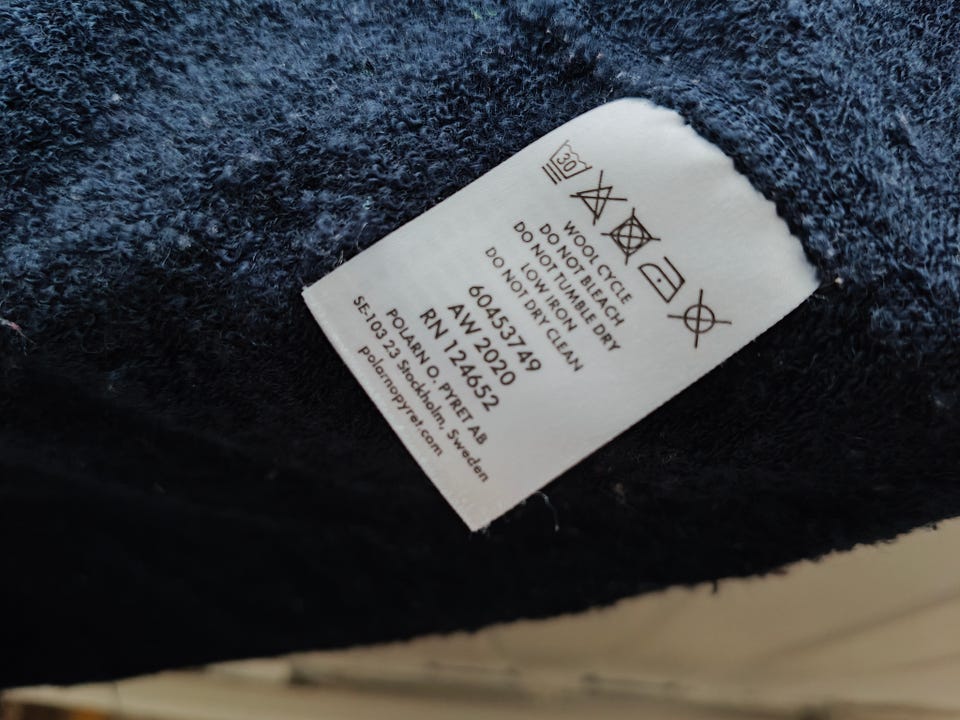 30
WOOL CYCLE
DO NOT BLEACH
DO NOT TUMBLE DRY
LOW IRON
DO NOT DRY CLEAN
60453749
AW 2020
RN 124652
POLARN O. PYRET AB
SE-103 23 Stockholm, Sweden
polarnopyret.com